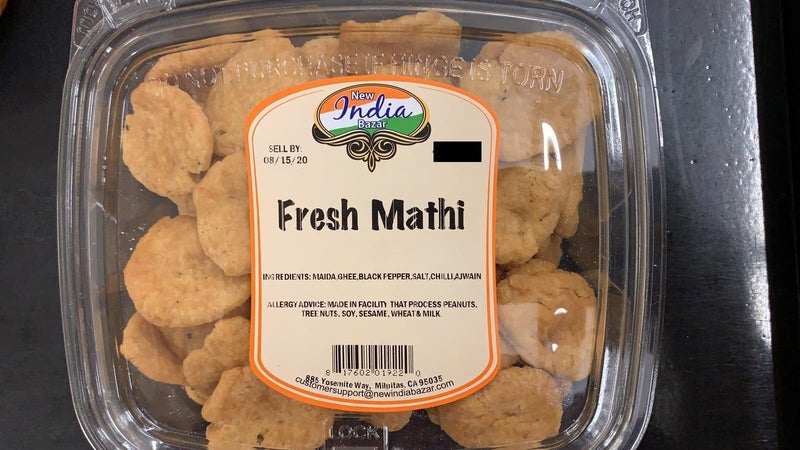 DO NOT PURCHASE IF HINGE IS TORN
New
India
Bazar
SELL BY:
08/15/20
Fresh Mathi
INGREDIENTS: MAIDA,GHEE,BLACK PEPPER,SALT,CHILLI,AJWAIN
ALLERGY ADVICE: MADE IN FACILITY THAT PROCESS PEANUTS,
TREE NUTS, SOY, SESAME, WHEAT & MILK.
8 17602 01922 0
885 Yosemite Way, Milpitas, CA 95035
customersupport@newindiabazar.com
LOCK